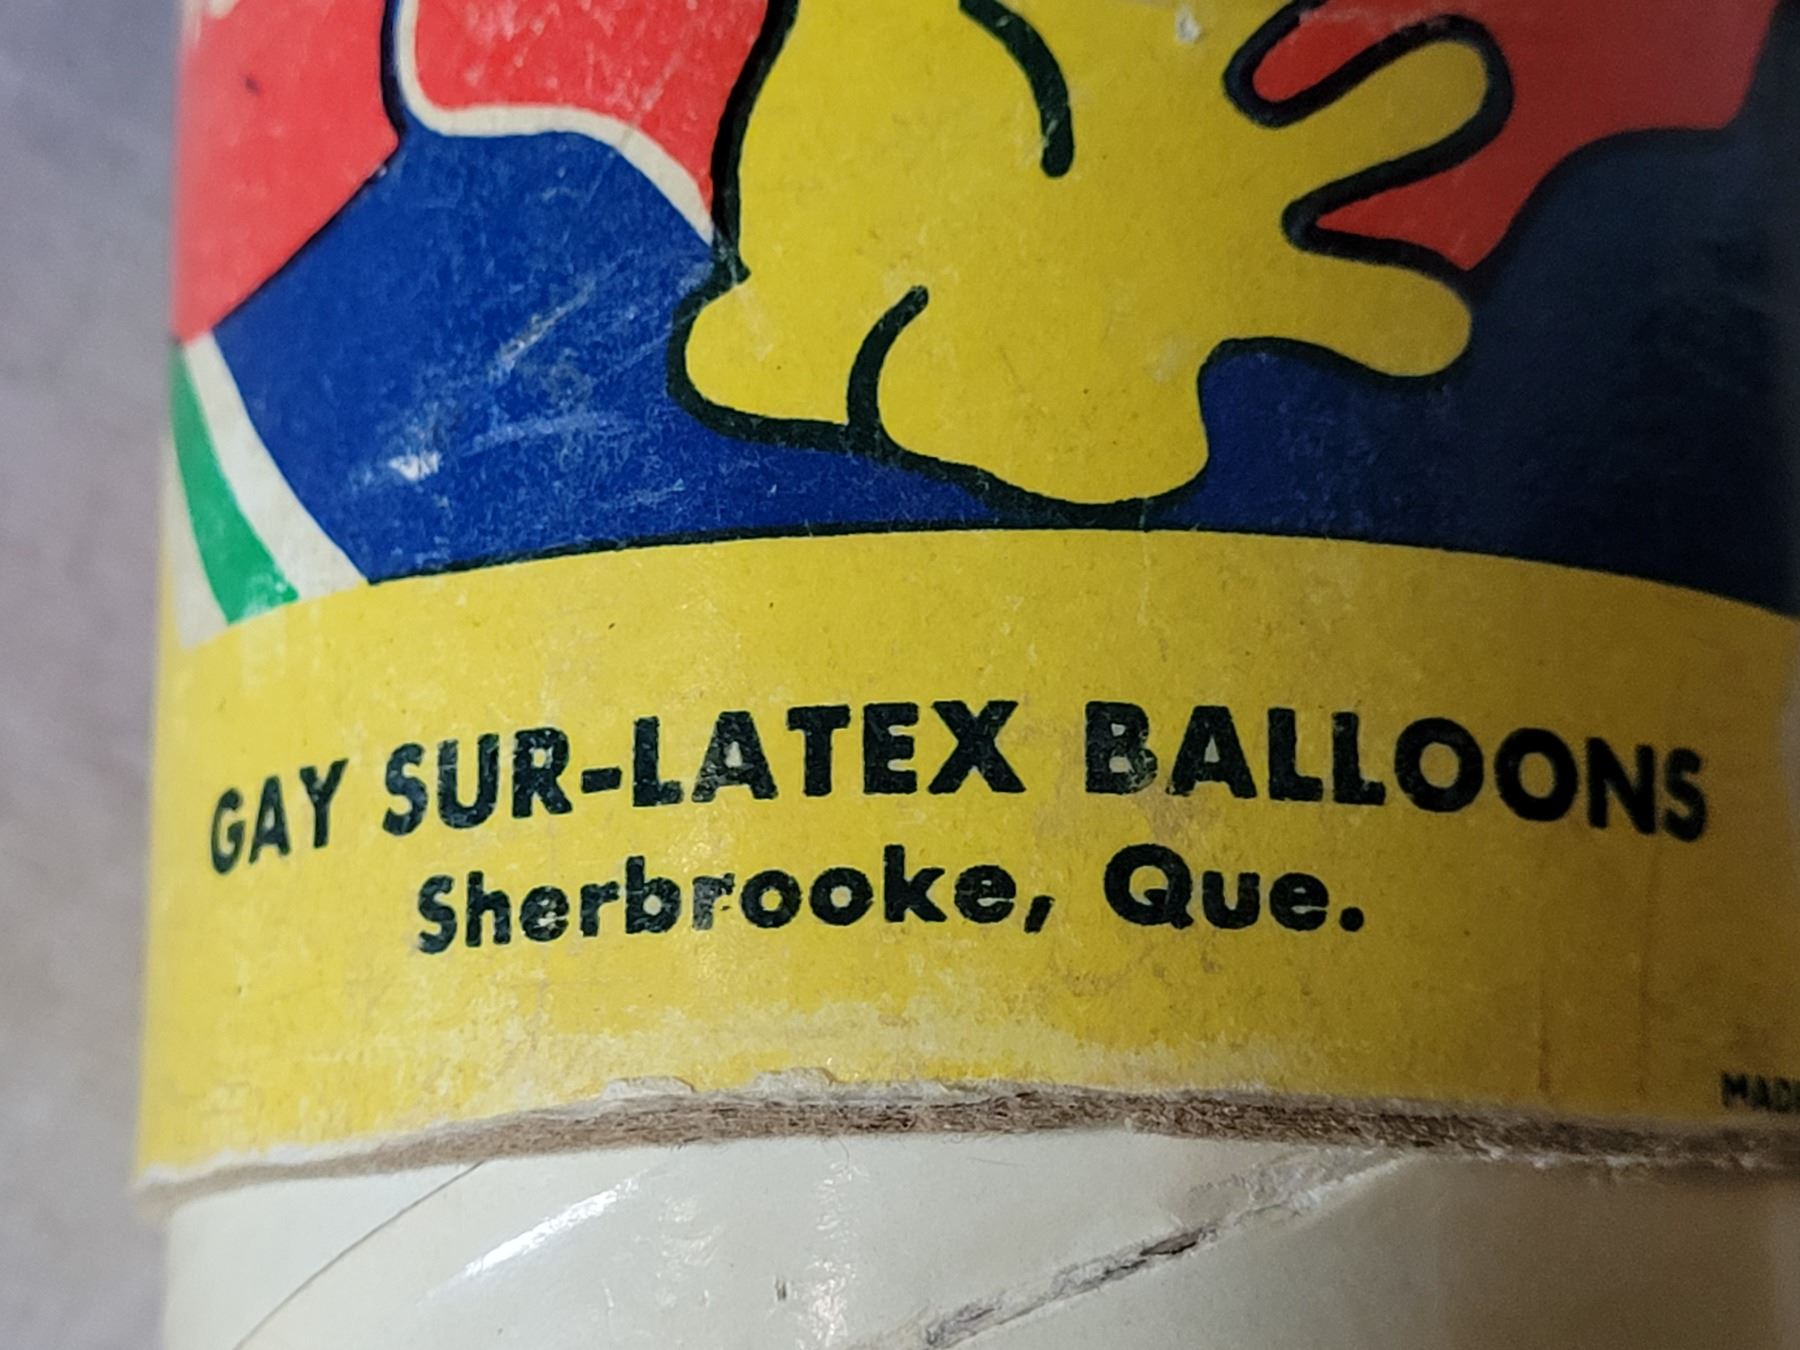 GAY SUR-LATEX BALLOONS
Sherbrooke, Que.